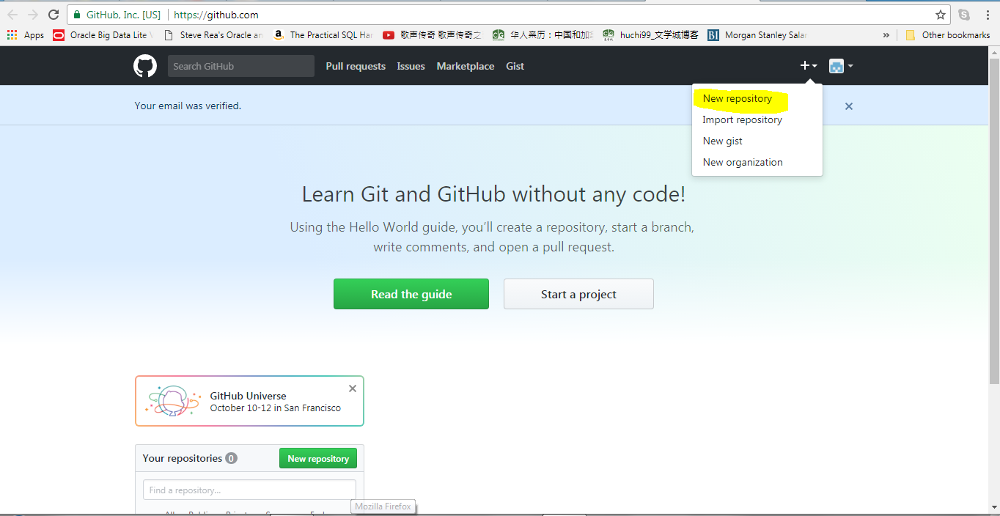 GitHub, Inc. [US] https://github.com
Apps Oracle Big Data Lite Steve Rea's Oracle an The Practical SQL Han 歌声传奇 歌声传奇之 华人亲历：中国和加 huchi99_文学城博客 BI Morgan Stanley Salar » Other bookmarks
Search GitHub Pull requests Issues Marketplace Gist
Your email was verified.
New repository
Import repository
New gist
New organization
Learn Git and GitHub without any code!
Using the Hello World guide, you’ll create a repository, start a branch,
write comments, and open a pull request.
Read the guide Start a project
GitHub Universe
October 10-12 in San Francisco
Your repositories 0 New repository
Find a repository...
Mozilla Firefox